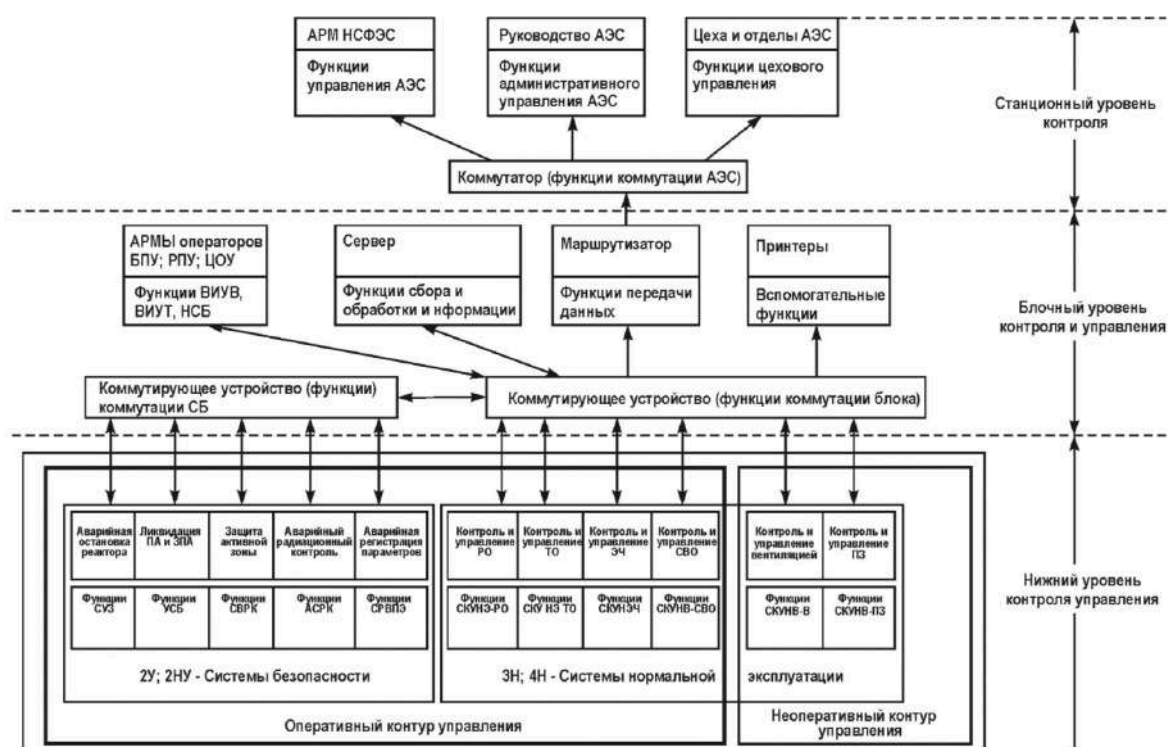 АРМ НСФЭС
Функции
управления АЭС
Руководство АЭС
Функции
административного
управления АЭС
Цеха и отделы АЭС
Функции цехового
управления
Станционный уровень
контроля
Коммутатор (функции коммутации АЭС)
АРМЫ операторов
БПУ; РПУ; ЦОУ
Функции ВИУВ,
ВИУТ, НСБ
Сервер
Функции сбора и
обработки и нформации
Маршрутизатор
Функции передачи
данных
Принтеры
Вспомогательные
функции
Блочный уровень
контроля и управления
Коммутирующее устройство (функции)
коммутации СБ
Коммутирующее устройство (функции коммутации блока)
Аварийная
остановка
реактора
Ликвидация
ПА и ЗПА
Защита
активной
зоны
Аварийный
радиационный
контроль
Аварийная
регистрация
параметров
Контроль и
управление
РО
Контроль и
управление
ТО
Контроль и
управление
ЭЧ
Контроль и
управление
СВО
Контроль и
управление
вентиляцией
Контроль и
управление
ПЗ
Функции
СУЗ
Функции
УСБ
Функции
СВРК
Функции
АСРК
Функции
СРВПЭ
Функции
СКУНЭ-РО
Функции
СКУ НЭ ТО
Функции
СКУНЭЧ
Функции
СКУНВ-СВО
Функции
СКУНВ-В
Функции
СКУНВ-ПЗ
Нижний уровень
контроля управления
2У; 2НУ - Системы безопасности
3Н; 4Н - Системы нормальной эксплуатации
Оперативный контур управления
Неоперативный контур
управления